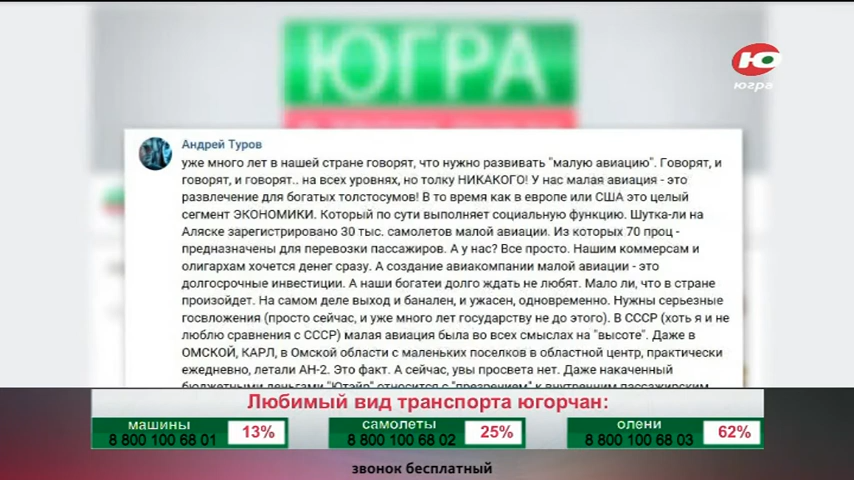 ЮГРА
Ю
югра
Андрей Туров
уже много лет в нашей стране говорят, что нужно развивать "малую авиацию". Говорят, и
говорят, и говорят.. на всех уровнях, но толку НИКАКОГО! У нас малая авиация - это
развлечение для богатых толстосумов! В то время как в европе или США это целый
сегмент ЭКОНОМИКИ. Который по сути выполняет социальную функцию. Шутка-ли на
Аляске зарегистрировано 30 тыс. самолетов малой авиации. Из которых 70 проц -
предназначены для перевозки пассажиров. А у нас? Все просто. Нашим коммерсам и
олигархам хочется денег сразу. А создание авиакомпании малой авиации - это
долгосрочные инвестиции. А наши богатеи долго ждать не любят. Мало ли, что в стране
произойдет. На самом деле выход и банален, и ужасен, одновременно. Нужны серьезные
госвложения (просто сейчас, и уже много лет государству не до этого). В СССР (хоть я и не
люблю сравнения с СССР) малая авиация была во всех смыслах на "высоте". Даже в
ОМСКОЙ, КАРЛ, в Омской области с маленьких поселков в областной центр, практически
ежедневно, летали АН-2. Это факт. А сейчас, увы просвета нет. Даже накаченный
бюджетными деньгами "Ютэйр" относится с "презрением" к внутренним пассажирским
Любимый вид транспорта югорчан:
машины
8 800 100 68 01
13%
самолеты
8 800 100 68 02
25%
олени
8 800 100 68 03
62%
звонок бесплатный